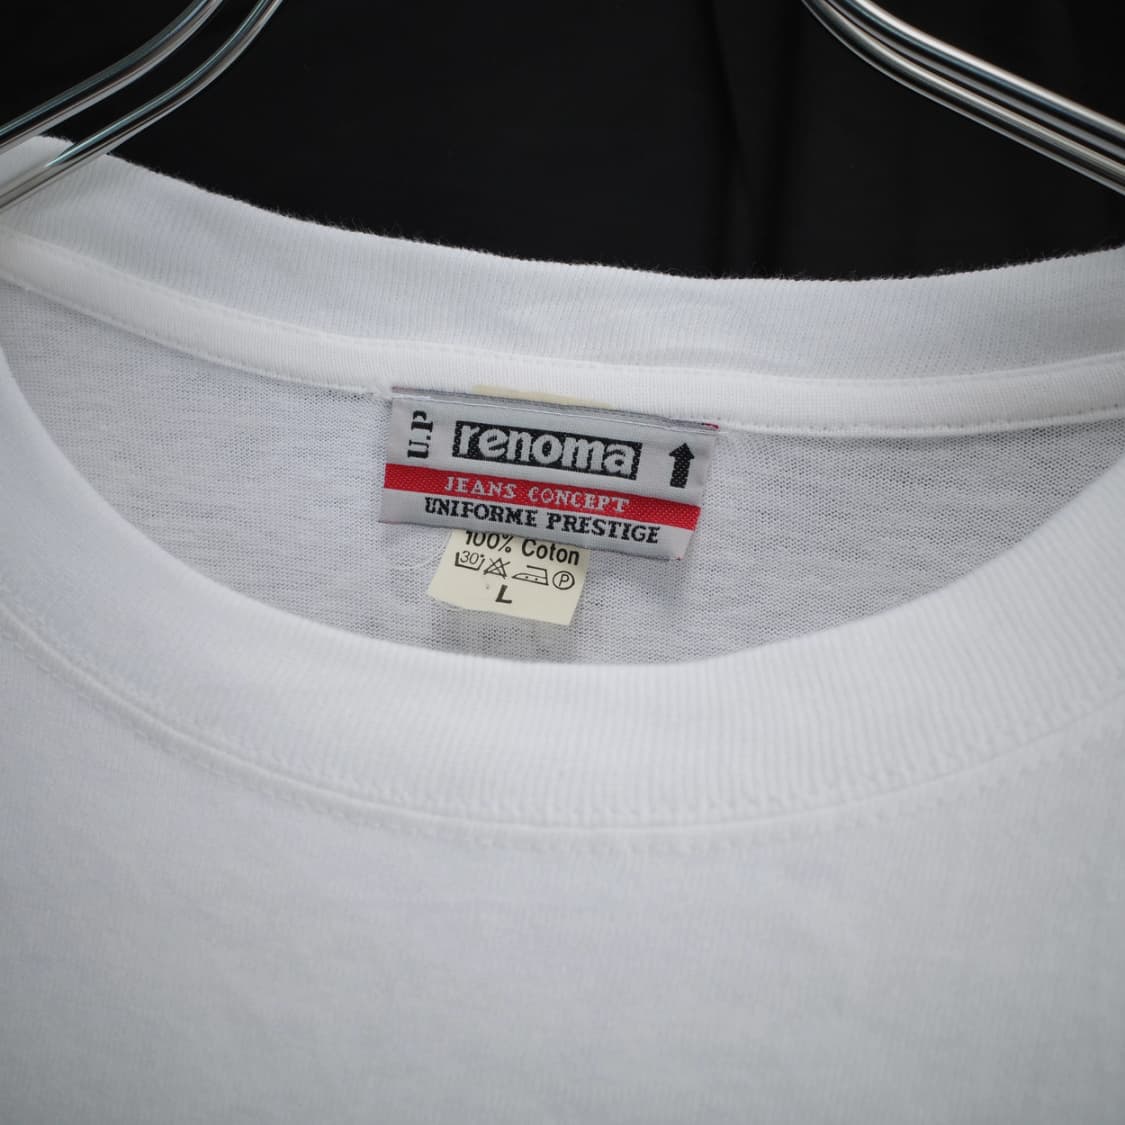 U.P
renoma
JEANS CONCEPT
UNIFORME PRESTIGE
100% Coton
30° P
L